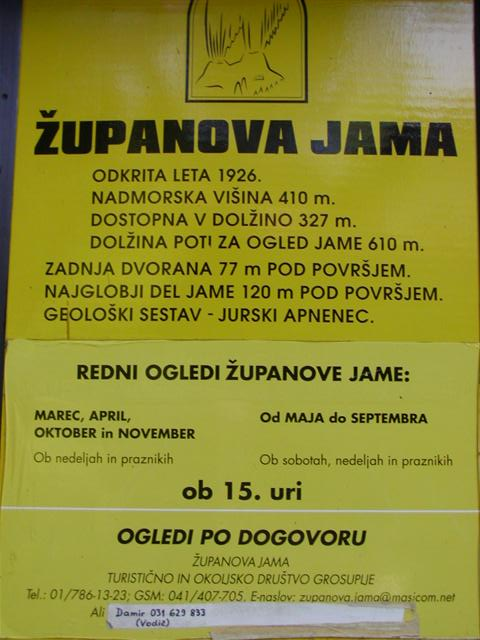 ŽUPANOVA JAMA
ODKRITA LETA 1926.
NADMORSKA VIŠINA 410 m.
DOSTOPNA V DOLŽINO 327 m.
DOLŽINA POTI ZA OGLED JAME 610 m.
ZADNJA DVORANA 77 m POD POVRŠJEM.
NAJGLOBJI DEL JAME 120 m POD POVRŠJEM.
GEOLOŠKI SESTAV - JURSKI APNENEC.
REDNI OGLEDI ŽUPANOVE JAME:
MAREC, APRIL,
OKTOBER in NOVEMBER
Ob nedeljah in praznikih
Od MAJA do SEPTEMBRA
Ob sobotah, nedeljah in praznikih
ob 15. uri
OGLEDI PO DOGOVORU
ŽUPANOVA JAMA
TURISTIČNO IN OKOLJSKO DRUŠTVO GROSUPLJE
Tel.: 01/786-13-23; GSM: 041/407-705. E-naslov: zupanova.jama@masicom.net
Ali Damir 031 629 833
(Vodič)